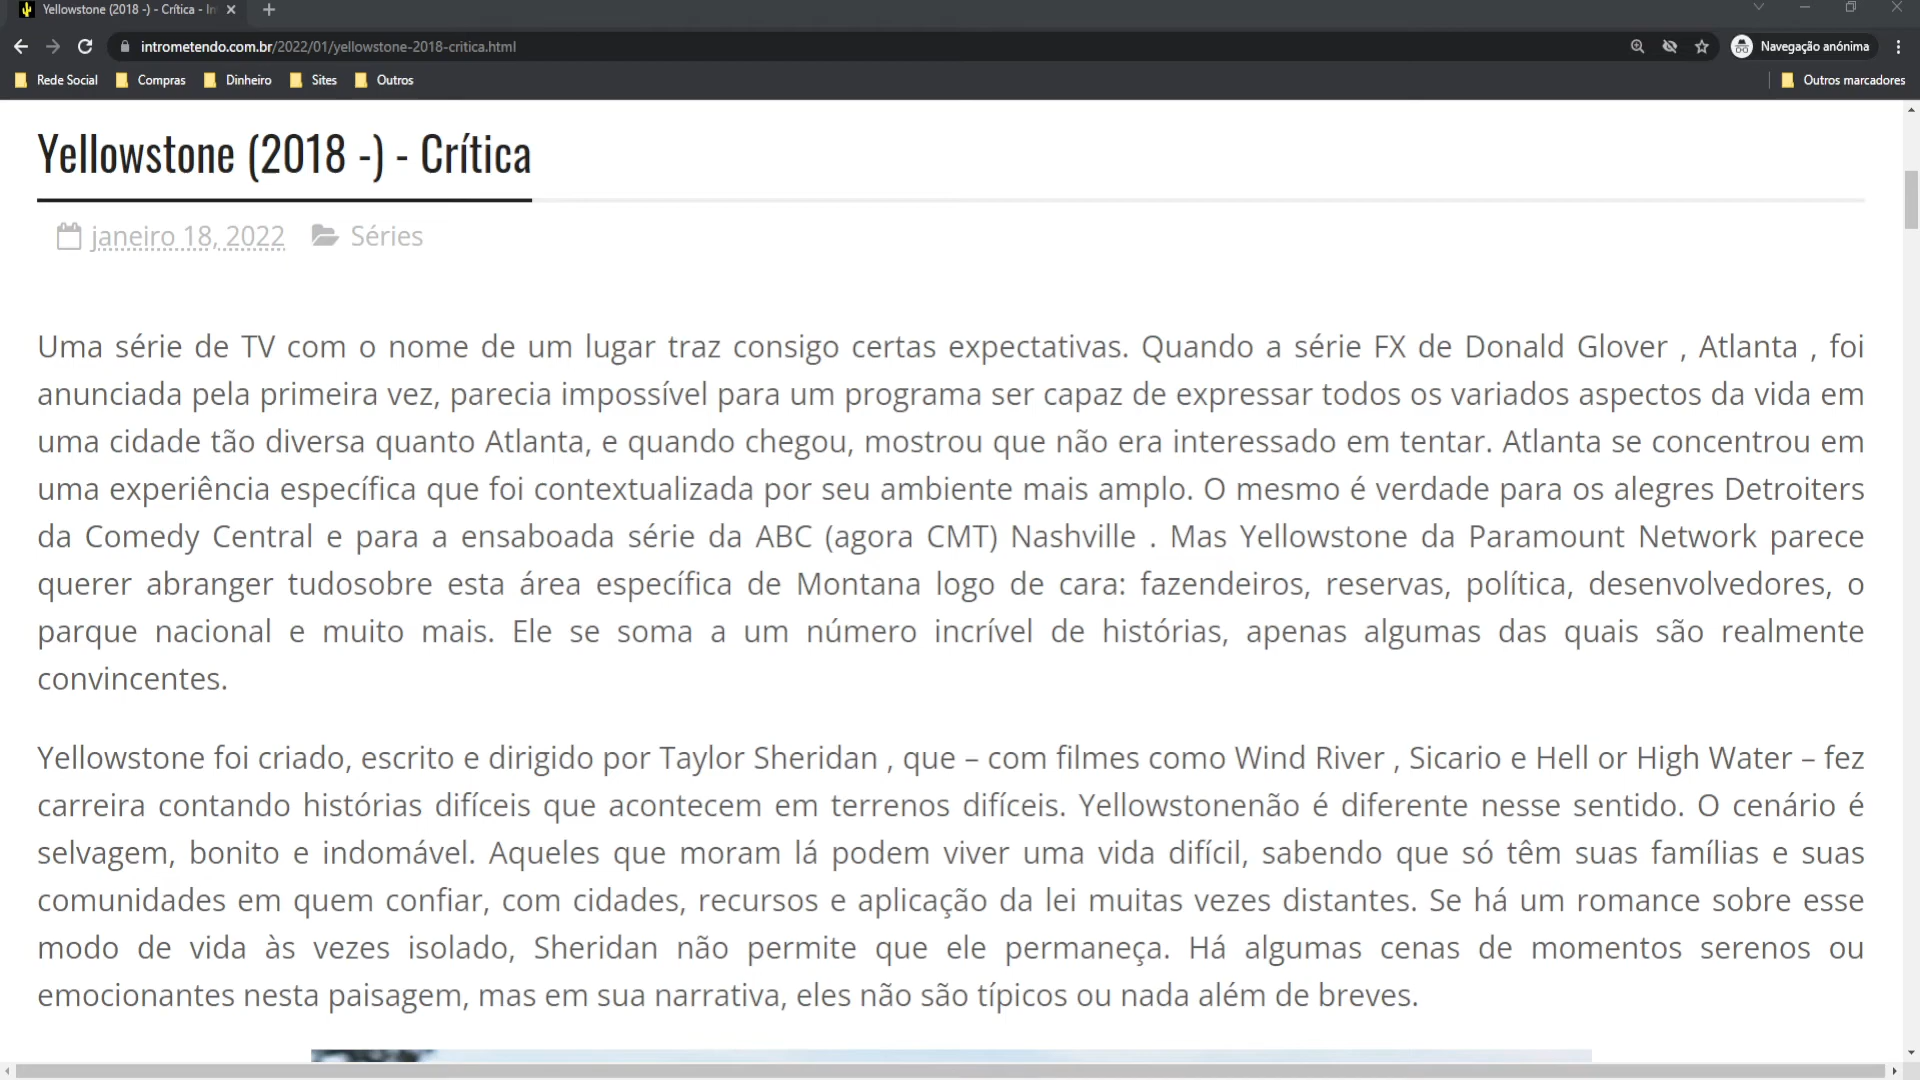 Yellowstone (2018 -) - Crítica - In
intrometendo.com.br/2022/01/yellowstone-2018-critica.html
Navegação anónima
Rede Social Compras Dinheiro Sites Outros Outros marcadores
Yellowstone (2018 -) - Crítica
janeiro 18, 2022 Séries
Uma série de TV com o nome de um lugar traz consigo certas expectativas. Quando a série FX de Donald Glover , Atlanta , foi
anunciada pela primeira vez, parecia impossível para um programa ser capaz de expressar todos os variados aspectos da vida em
uma cidade tão diversa quanto Atlanta, e quando chegou, mostrou que não era interessado em tentar. Atlanta se concentrou em
uma experiência específica que foi contextualizada por seu ambiente mais amplo. O mesmo é verdade para os alegres Detroiters
da Comedy Central e para a ensaboada série da ABC (agora CMT) Nashville . Mas Yellowstone da Paramount Network parece
querer abranger tudosobre esta área específica de Montana logo de cara: fazendeiros, reservas, política, desenvolvedores, o
parque nacional e muito mais. Ele se soma a um número incrível de histórias, apenas algumas das quais são realmente
convincentes.
Yellowstone foi criado, escrito e dirigido por Taylor Sheridan , que – com filmes como Wind River , Sicario e Hell or High Water – fez
carreira contando histórias difíceis que acontecem em terrenos difíceis. Yellowstonenão é diferente nesse sentido. O cenário é
selvagem, bonito e indomável. Aqueles que moram lá podem viver uma vida difícil, sabendo que só têm suas famílias e suas
comunidades em quem confiar, com cidades, recursos e aplicação da lei muitas vezes distantes. Se há um romance sobre esse
modo de vida às vezes isolado, Sheridan não permite que ele permaneça. Há algumas cenas de momentos serenos ou
emocionantes nesta paisagem, mas em sua narrativa, eles não são típicos ou nada além de breves.